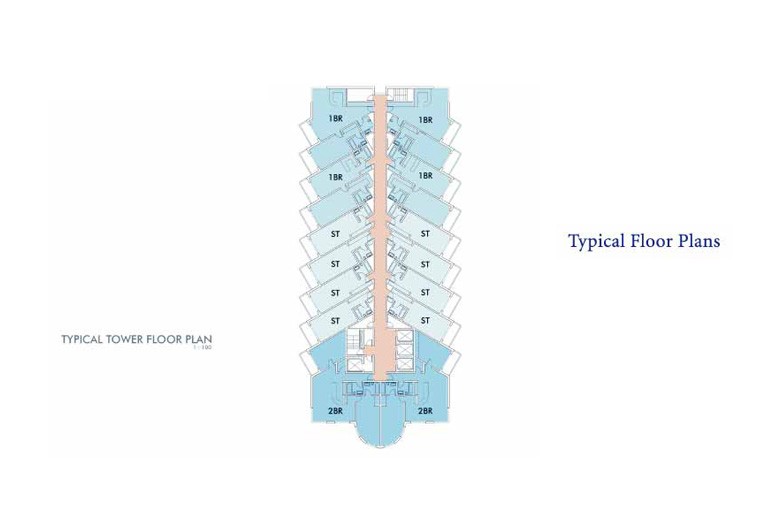 1BR 1BR
1BR 1BR
ST ST
ST ST
ST ST
ST ST
2BR 2BR
TYPICAL TOWER FLOOR PLAN
1 : 100
Typical Floor Plans